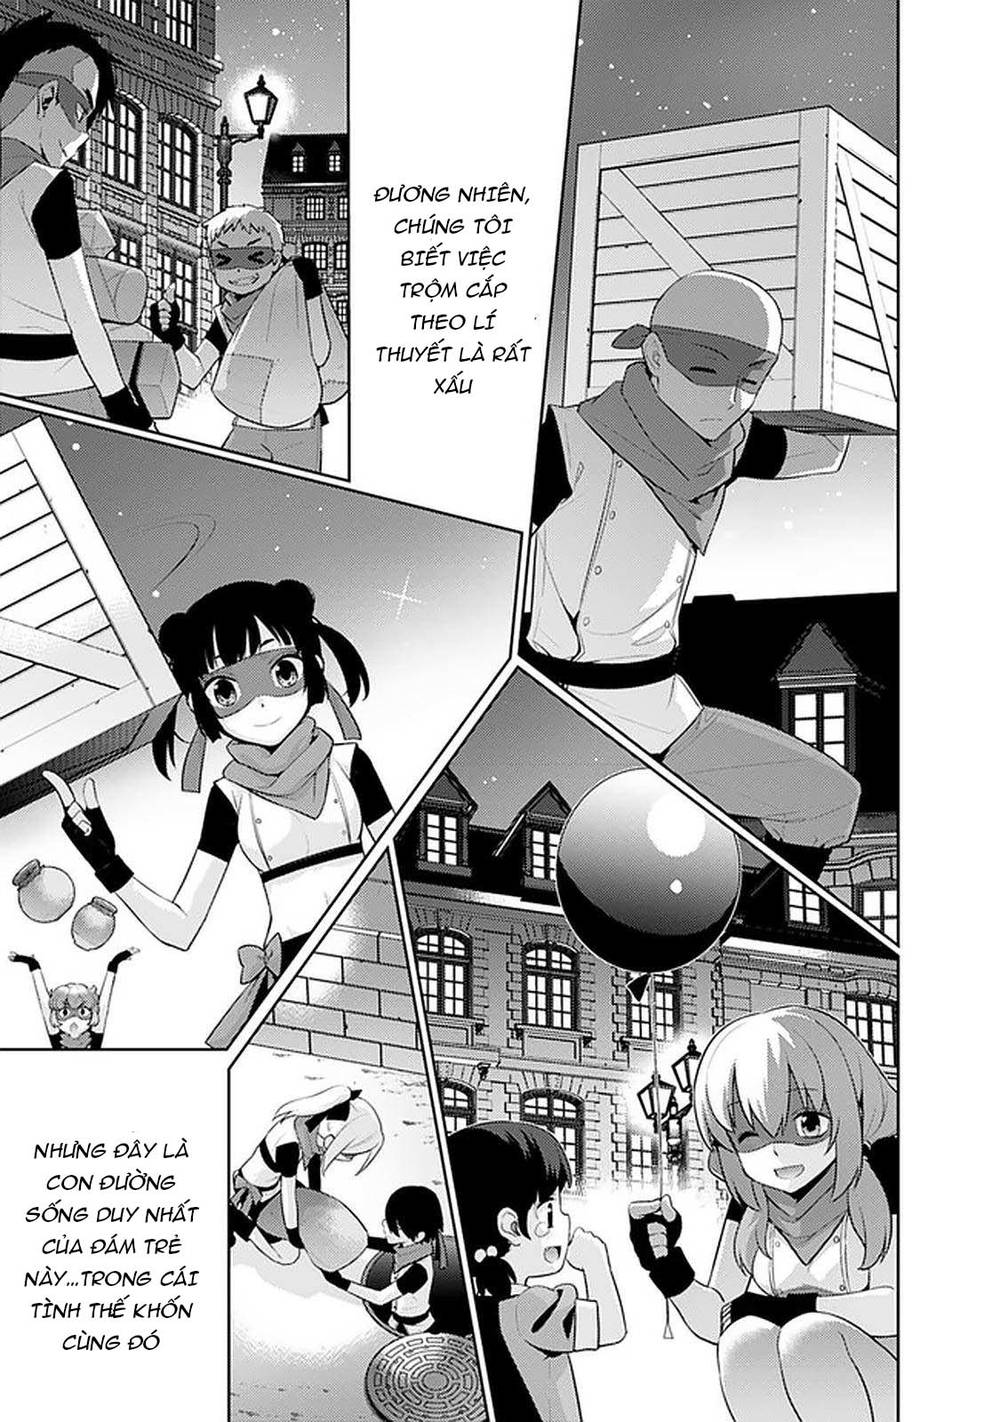 ĐƯƠNG NHIÊN,
CHÚNG TÔI
BIẾT VIỆC
TRỘM CẮP
THEO LÍ
THUYẾT LÀ RẤT
XẤU
NHƯNG ĐÂY LÀ
CON ĐƯỜNG
SỐNG DUY NHẤT
CỦA ĐÁM TRẺ
NÀY...TRONG CÁI
TÌNH THẾ KHỐN
CÙNG ĐÓ